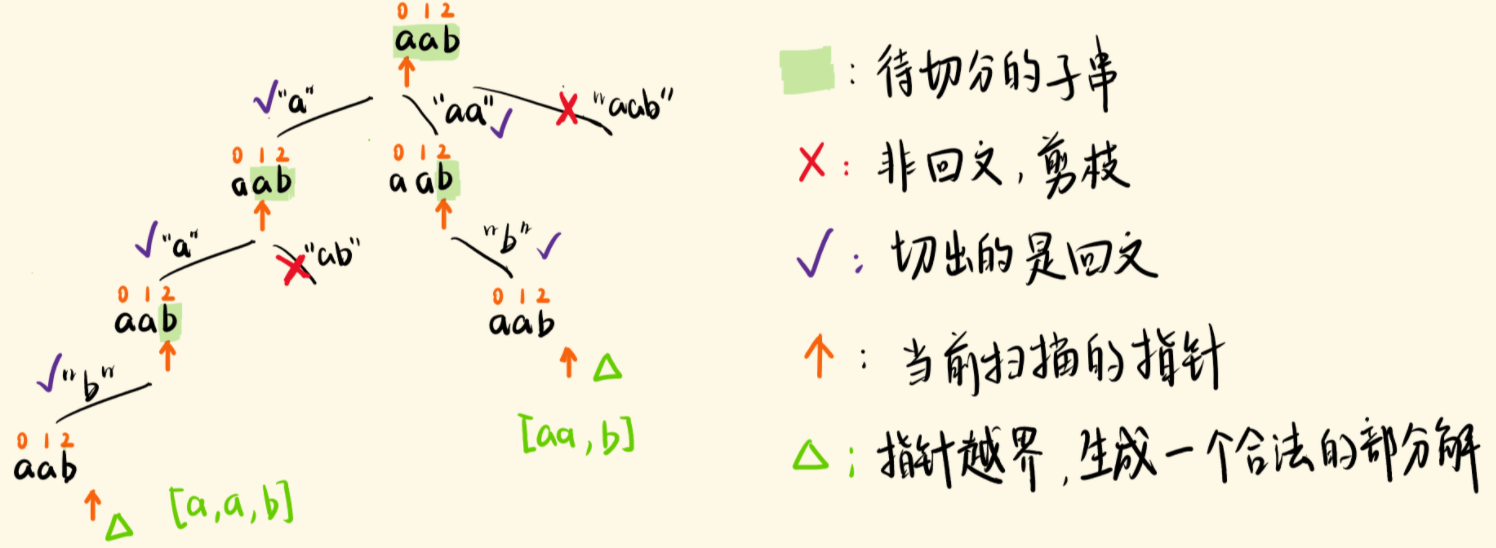 0 1 2
aab
✓"a"
"aa"✓
✗ "aab"
0 1 2
aab
0 1 2
aab
✓"a"
✗"ab"
"b"✓
0 1 2
aab
0 1 2
aab
↑ △
[aa,b]
✓"b"
0 1 2
aab
↑ △
[a,a,b]
: 待切分的子串
✗: 非回文,剪枝
✓: 切出的是回文
↑: 当前扫描的指针
△: 指针越界,生成一个合法的部分解